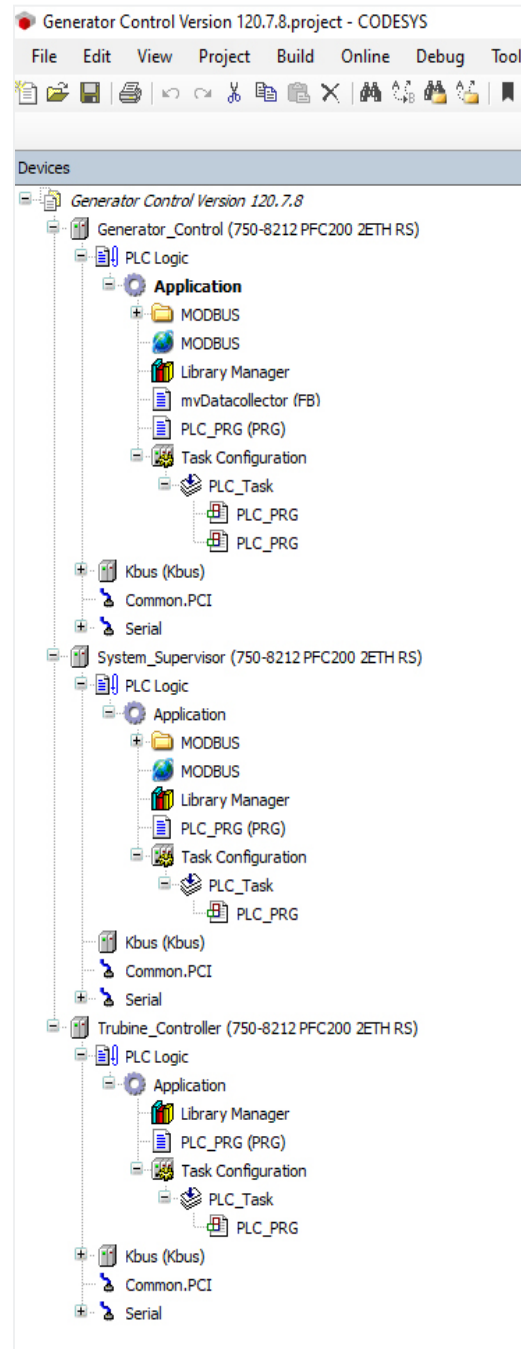 Generator Control Version 120.7.8.project - CODESYS
File Edit View Project Build Online Debug Tool
Devices
Generator Control Version 120.7.8
Generator_Control (750-8212 PFC200 2ETH RS)
PLC Logic
Application
MODBUS
MODBUS
Library Manager
myDatacollector (FB)
PLC_PRG (PRG)
Task Configuration
PLC_Task
PLC_PRG
PLC_PRG
Kbus (Kbus)
Common.PCI
Serial
System_Supervisor (750-8212 PFC200 2ETH RS)
PLC Logic
Application
MODBUS
MODBUS
Library Manager
PLC_PRG (PRG)
Task Configuration
PLC_Task
PLC_PRG
Kbus (Kbus)
Common.PCI
Serial
Trubine_Controller (750-8212 PFC200 2ETH RS)
PLC Logic
Application
Library Manager
PLC_PRG (PRG)
Task Configuration
PLC_Task
PLC_PRG
Kbus (Kbus)
Common.PCI
Serial